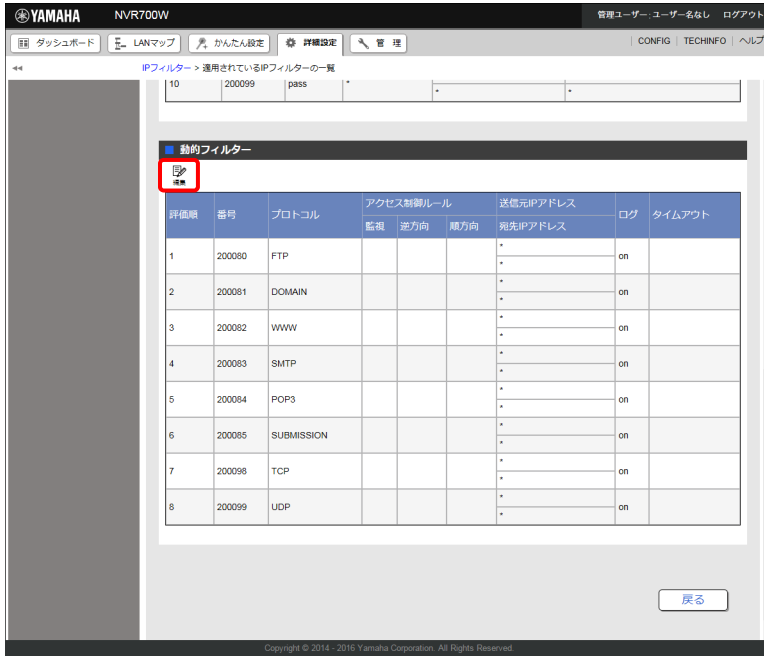 YAMAHA NVR700W 管理ユーザー:ユーザー名なし ログアウト
ダッシュボード LANマップ かんたん設定 詳細設定 管 理 CONFIG | TECHINFO | ヘルプ
IPフィルター > 適用されているIPフィルターの一覧
10 200099 pass * * *
動的フィルター
編集
評価順 番号 プロトコル アクセス制御ルール 送信元IPアドレス ログ タイムアウト
監視 逆方向 順方向 宛先IPアドレス
1 200080 FTP * on
*
2 200081 DOMAIN * on
*
3 200082 WWW * on
*
4 200083 SMTP * on
*
5 200084 POP3 * on
*
6 200085 SUBMISSION * on
*
7 200098 TCP * on
*
8 200099 UDP * on
*
戻る
Copyright © 2014 - 2016 Yamaha Corporation. All Rights Reserved.